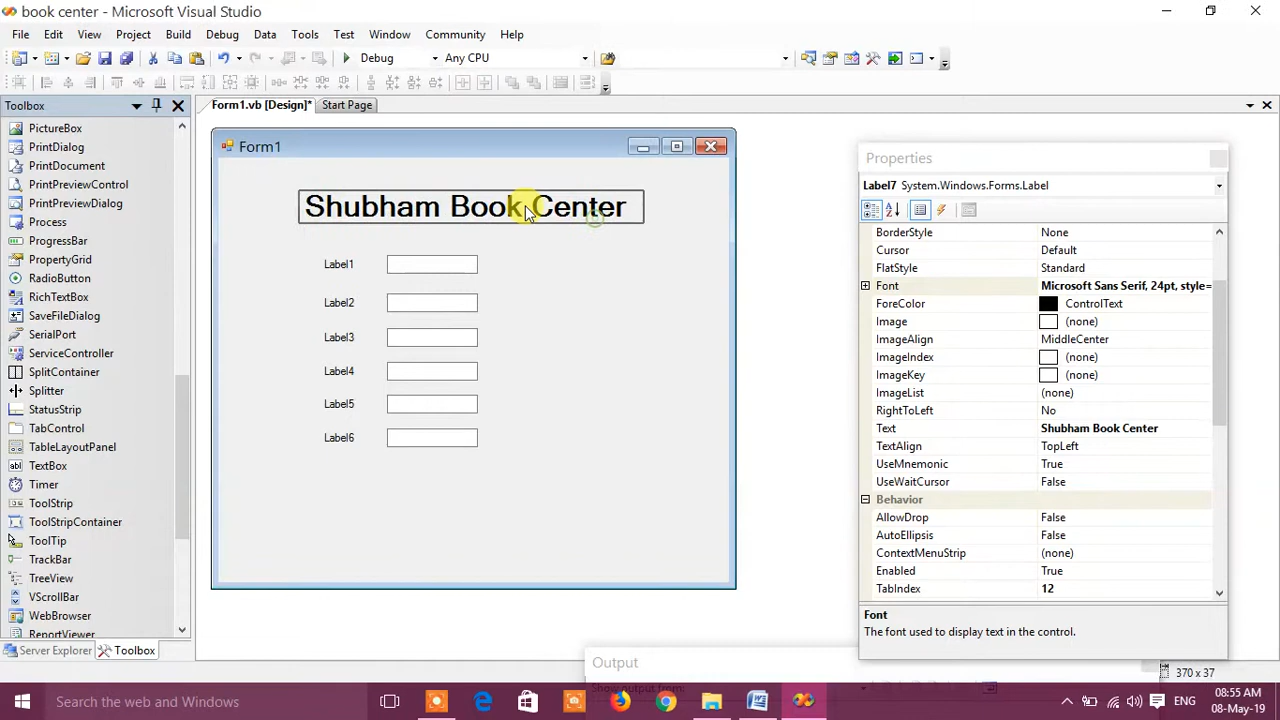 book center - Microsoft Visual Studio
File Edit View Project Build Debug Data Tools Test Window Community Help
Debug Any CPU
Toolbox
Form1.vb [Design]* Start Page
PictureBox
PrintDialog
PrintDocument
PrintPreviewControl
PrintPreviewDialog
Process
ProgressBar
PropertyGrid
RadioButton
RichTextBox
SaveFileDialog
SerialPort
ServiceController
SplitContainer
Splitter
StatusStrip
TabControl
TableLayoutPanel
TextBox
Timer
ToolStrip
ToolStripContainer
ToolTip
TrackBar
TreeView
VScrollBar
WebBrowser
ReportViewer
Server Explorer Toolbox
Form1
Shubham Book Center
Label1
Label2
Label3
Label4
Label5
Label6
Properties
Label7 System.Windows.Forms.Label
BorderStyle None
Cursor Default
FlatStyle Standard
Font Microsoft Sans Serif, 24pt, style=
ForeColor ControlText
Image (none)
ImageAlign MiddleCenter
ImageIndex (none)
ImageKey (none)
ImageList (none)
RightToLeft No
Text Shubham Book Center
TextAlign TopLeft
UseMnemonic True
UseWaitCursor False
Behavior
AllowDrop False
AutoEllipsis False
ContextMenuStrip (none)
Enabled True
TabIndex 12
Font
The font used to display text in the control.
Output
Show output from:
370 x 37
Search the web and Windows
ENG
08:55 AM
08-May-19